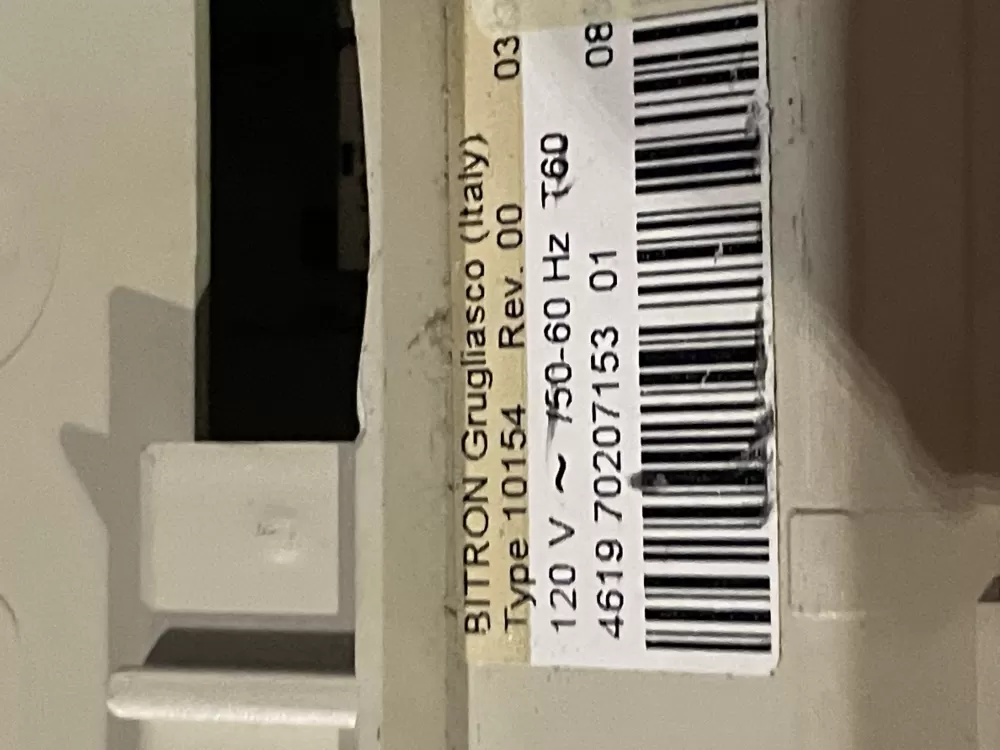 BITRON Grugliasco (Italy)
Type 10154 Rev. 00 03
120 V ~ /50-60 Hz T60
4619 70207153 01 08